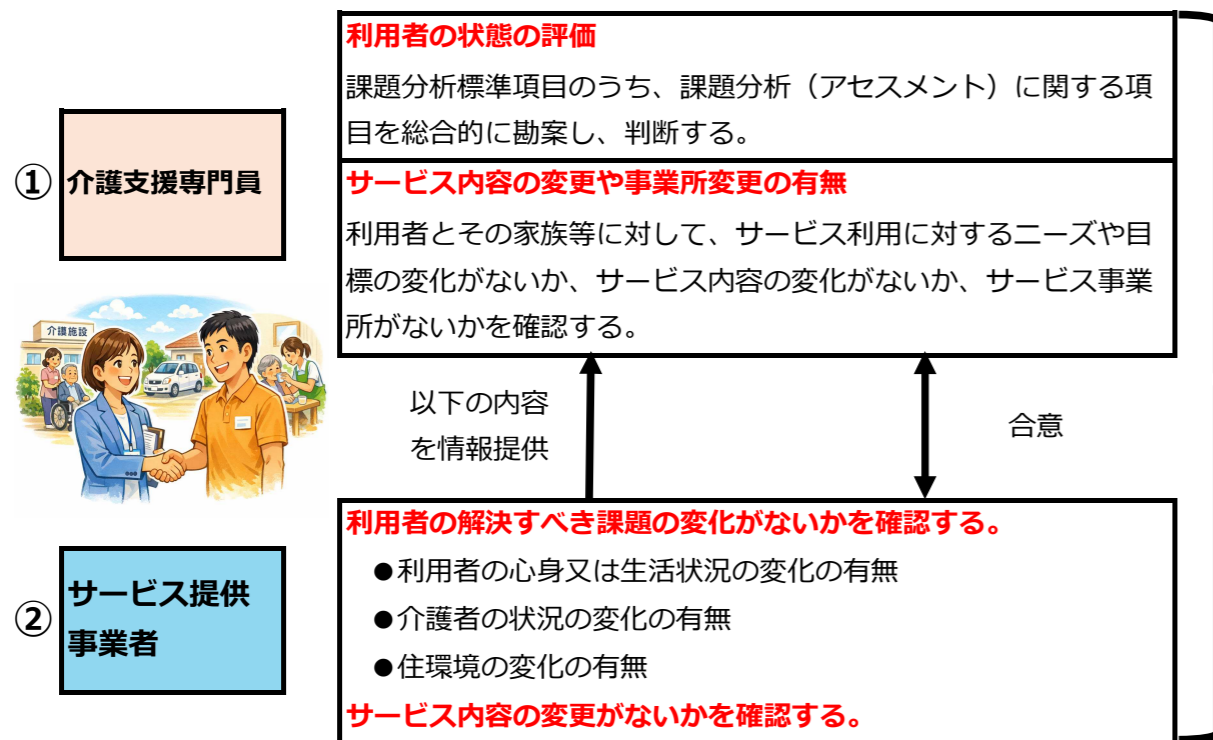 利用者の状態の評価
課題分析標準項目のうち、課題分析（アセスメント）に関する項
目を総合的に勘案し、判断する。
① 介護支援専門員
サービス内容の変更や事業所変更の有無
利用者とその家族等に対して、サービス利用に対するニーズや目
標の変化がないか、サービス内容の変化がないか、サービス事業
所がないかを確認する。
介護施設
以下の内容
を情報提供
合意
② サービス提供
事業者
利用者の解決すべき課題の変化がないかを確認する。
●利用者の心身又は生活状況の変化の有無
●介護者の状況の変化の有無
●住環境の変化の有無
サービス内容の変更がないかを確認する。